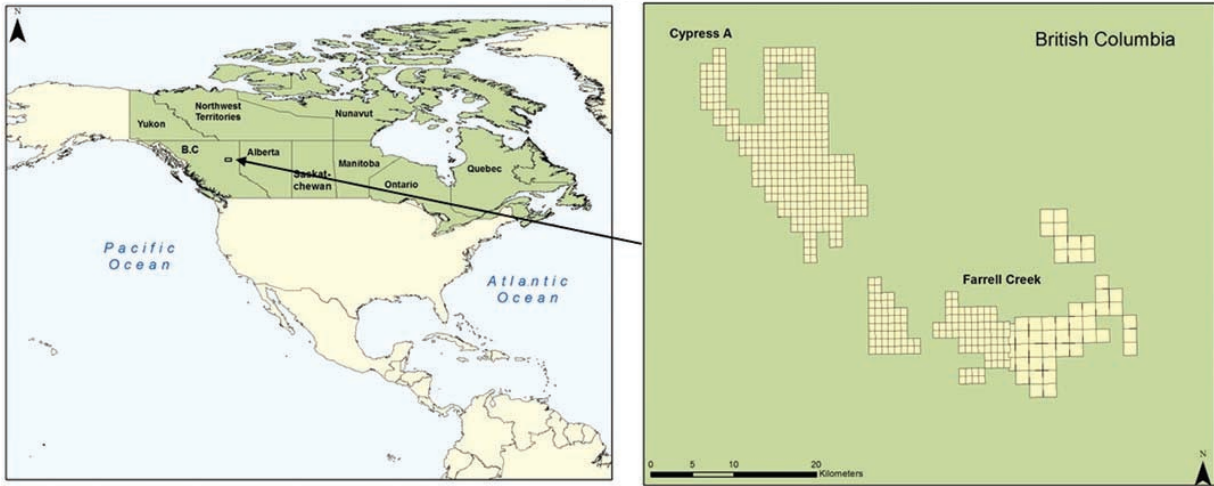 N
Northwest
Territories
Yukon
Nunavut
B.C
Alberta
Manitoba
Saskat-
chewan
Ontario
Quebec
Pacific
Ocean
Atlantic
Ocean
Cypress A
British Columbia
Farrell Creek
0 5 10 20
Kilometers
N